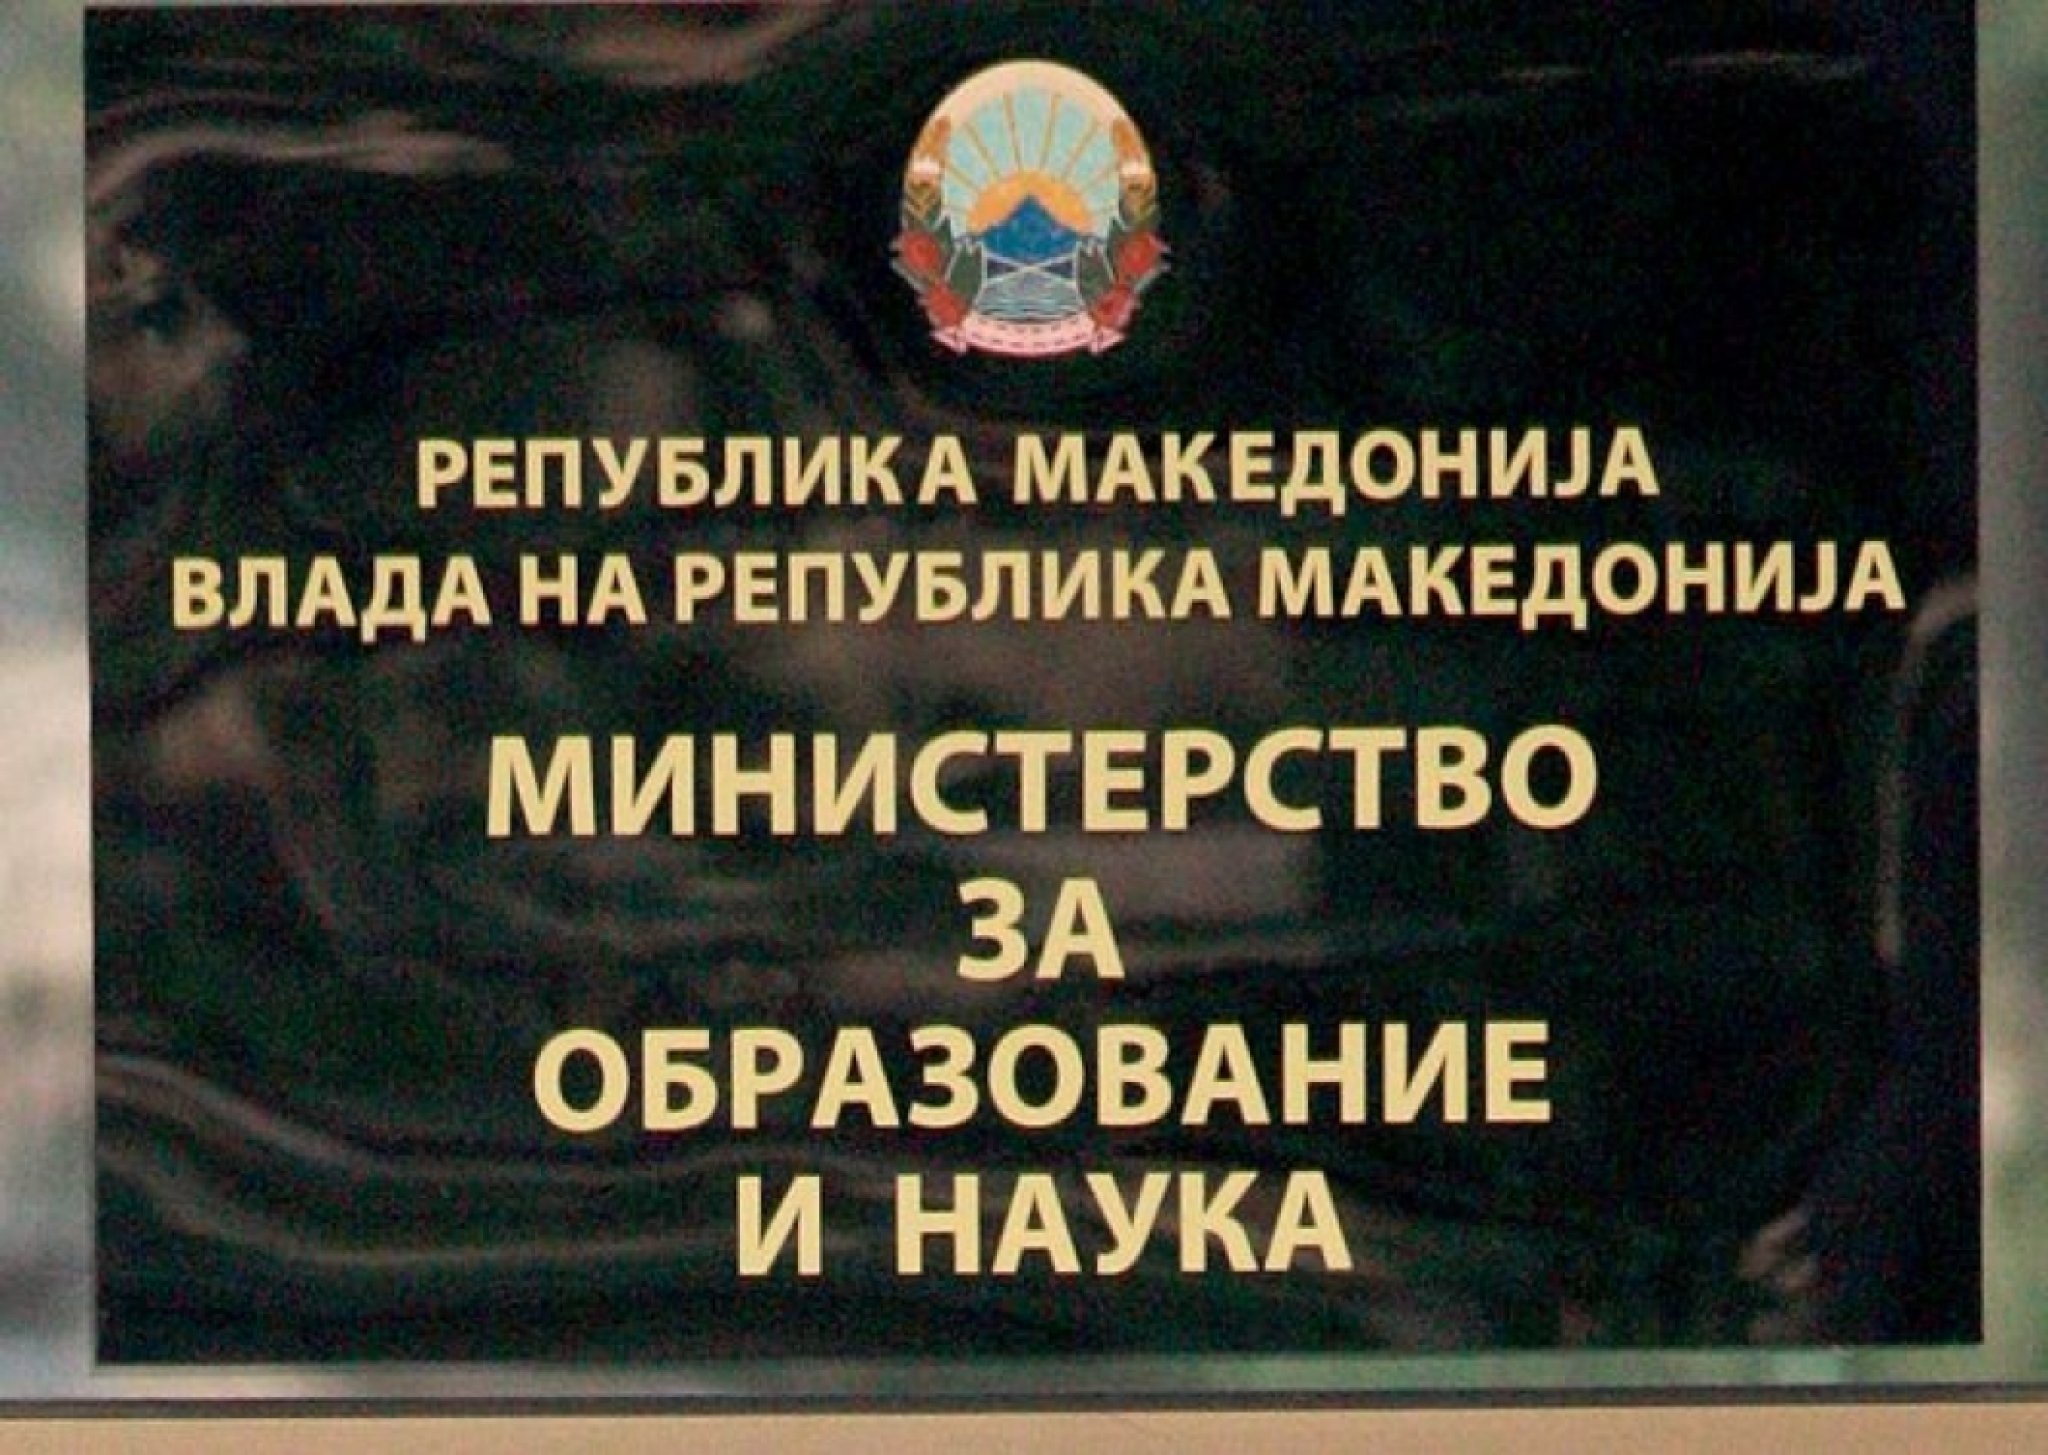 РЕПУБЛИКА МАКЕДОНИЈА
ВЛАДА НА РЕПУБЛИКА МАКЕДОНИЈА
МИНИСТЕРСТВО
ЗА
ОБРАЗОВАНИЕ
И НАУКА